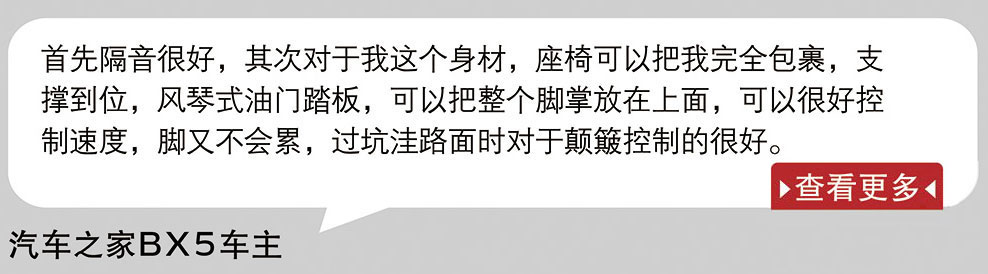 首先隔音很好，其次对于我这个身材，座椅可以把我完全包裹，支
撑到位，风琴式油门踏板，可以把整个脚掌放在上面，可以很好控
制速度，脚又不会累，过坑洼路面时对于颠簸控制的很好。
查看更多
汽车之家BX5车主